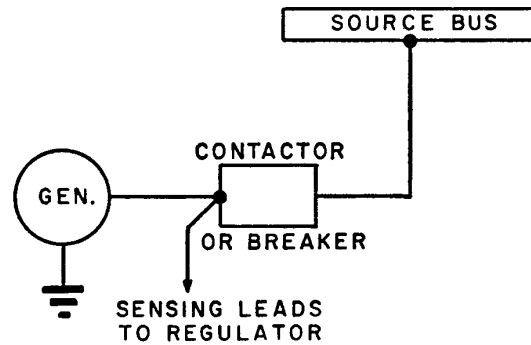 SOURCE BUS
CONTACTOR
GEN.
OR BREAKER
SENSING LEADS
TO REGULATOR